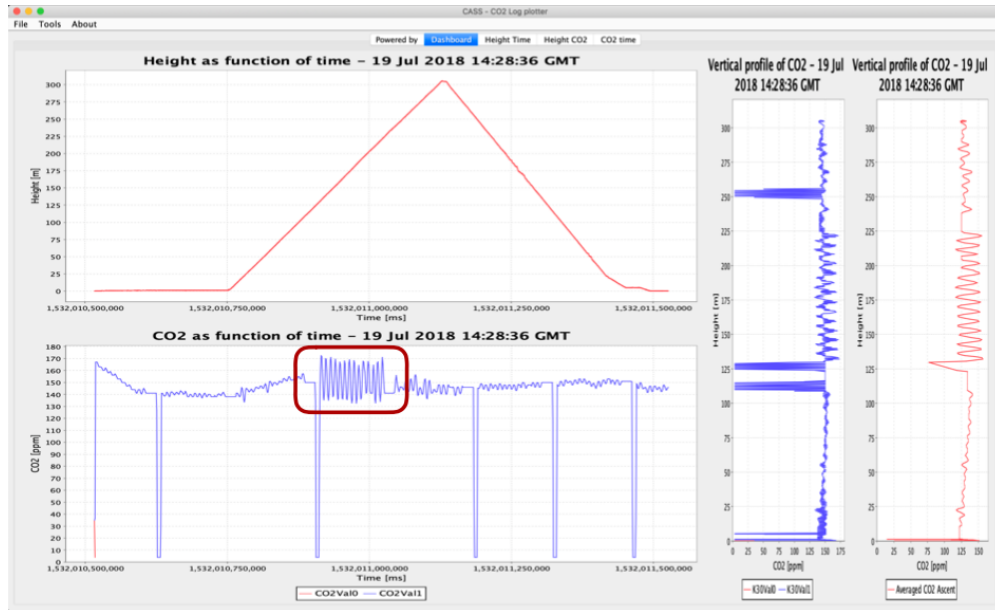 CASS - CO2 Log plotter
File Tools About
Powered by Dashboard Height Time Height CO2 CO2 time
Height as function of time - 19 Jul 2018 14:28:36 GMT
Height [m]
300
275
250
225
200
175
150
125
100
75
50
25
0
1,532,010,500,000 1,532,010,750,000 1,532,011,000,000 1,532,011,250,000 1,532,011,500,000
Time [ms]
CO2 as function of time - 19 Jul 2018 14:28:36 GMT
CO2 [ppm]
180
170
160
150
140
130
120
110
100
90
80
70
60
50
40
30
20
10
0
1,532,010,500,000 1,532,010,750,000 1,532,011,000,000 1,532,011,250,000 1,532,011,500,000
Time [ms]
CO2Val0 CO2Val1
Vertical profile of CO2 - 19 Jul
2018 14:28:36 GMT
Height [m]
300
275
250
225
200
175
150
125
100
75
50
25
0
0 25 50 75 100 125 150 175
CO2 [ppm]
K30Val0 K30Val1
Vertical profile of CO2 - 19 Jul
2018 14:28:36 GMT
Height [m]
300
275
250
225
200
175
150
125
100
75
50
25
0
0 25 50 75 100 125 150
CO2 [ppm]
Averaged CO2 Ascent